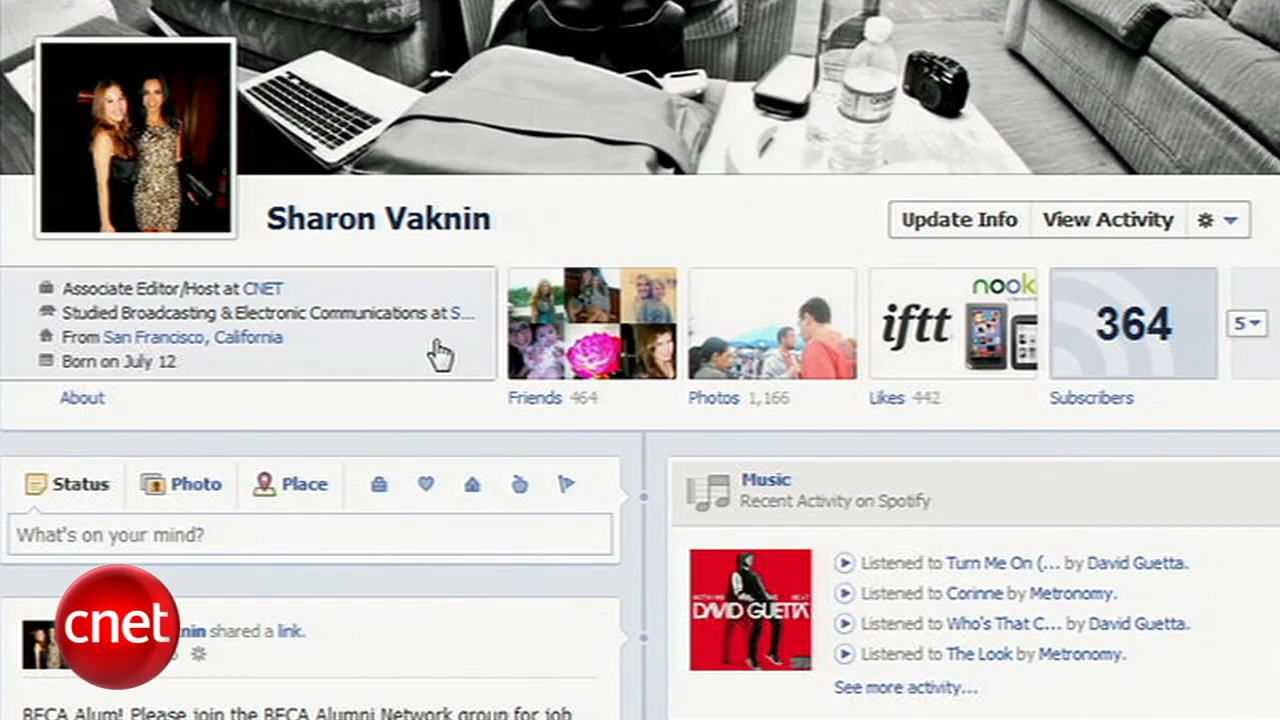 Sharon Vaknin
Update Info
View Activity
Associate Editor/Host at CNET
Studied Broadcasting & Electronic Communications at S...
From San Francisco, California
Born on July 12
About
Friends 464
Photos 1,166
iftt
nook
Likes 442
364
Subscribers
5
Status
Photo
Place
What's on your mind?
cnet
nin shared a link.
BECA Alum! Please join the BECA Alumni Network group for job
Music
Recent Activity on Spotify
DAVID GUETTA
Listened to Turn Me On (... by David Guetta.
Listened to Corinne by Metronomy.
Listened to Who's That C... by David Guetta.
Listened to The Look by Metronomy.
See more activity...